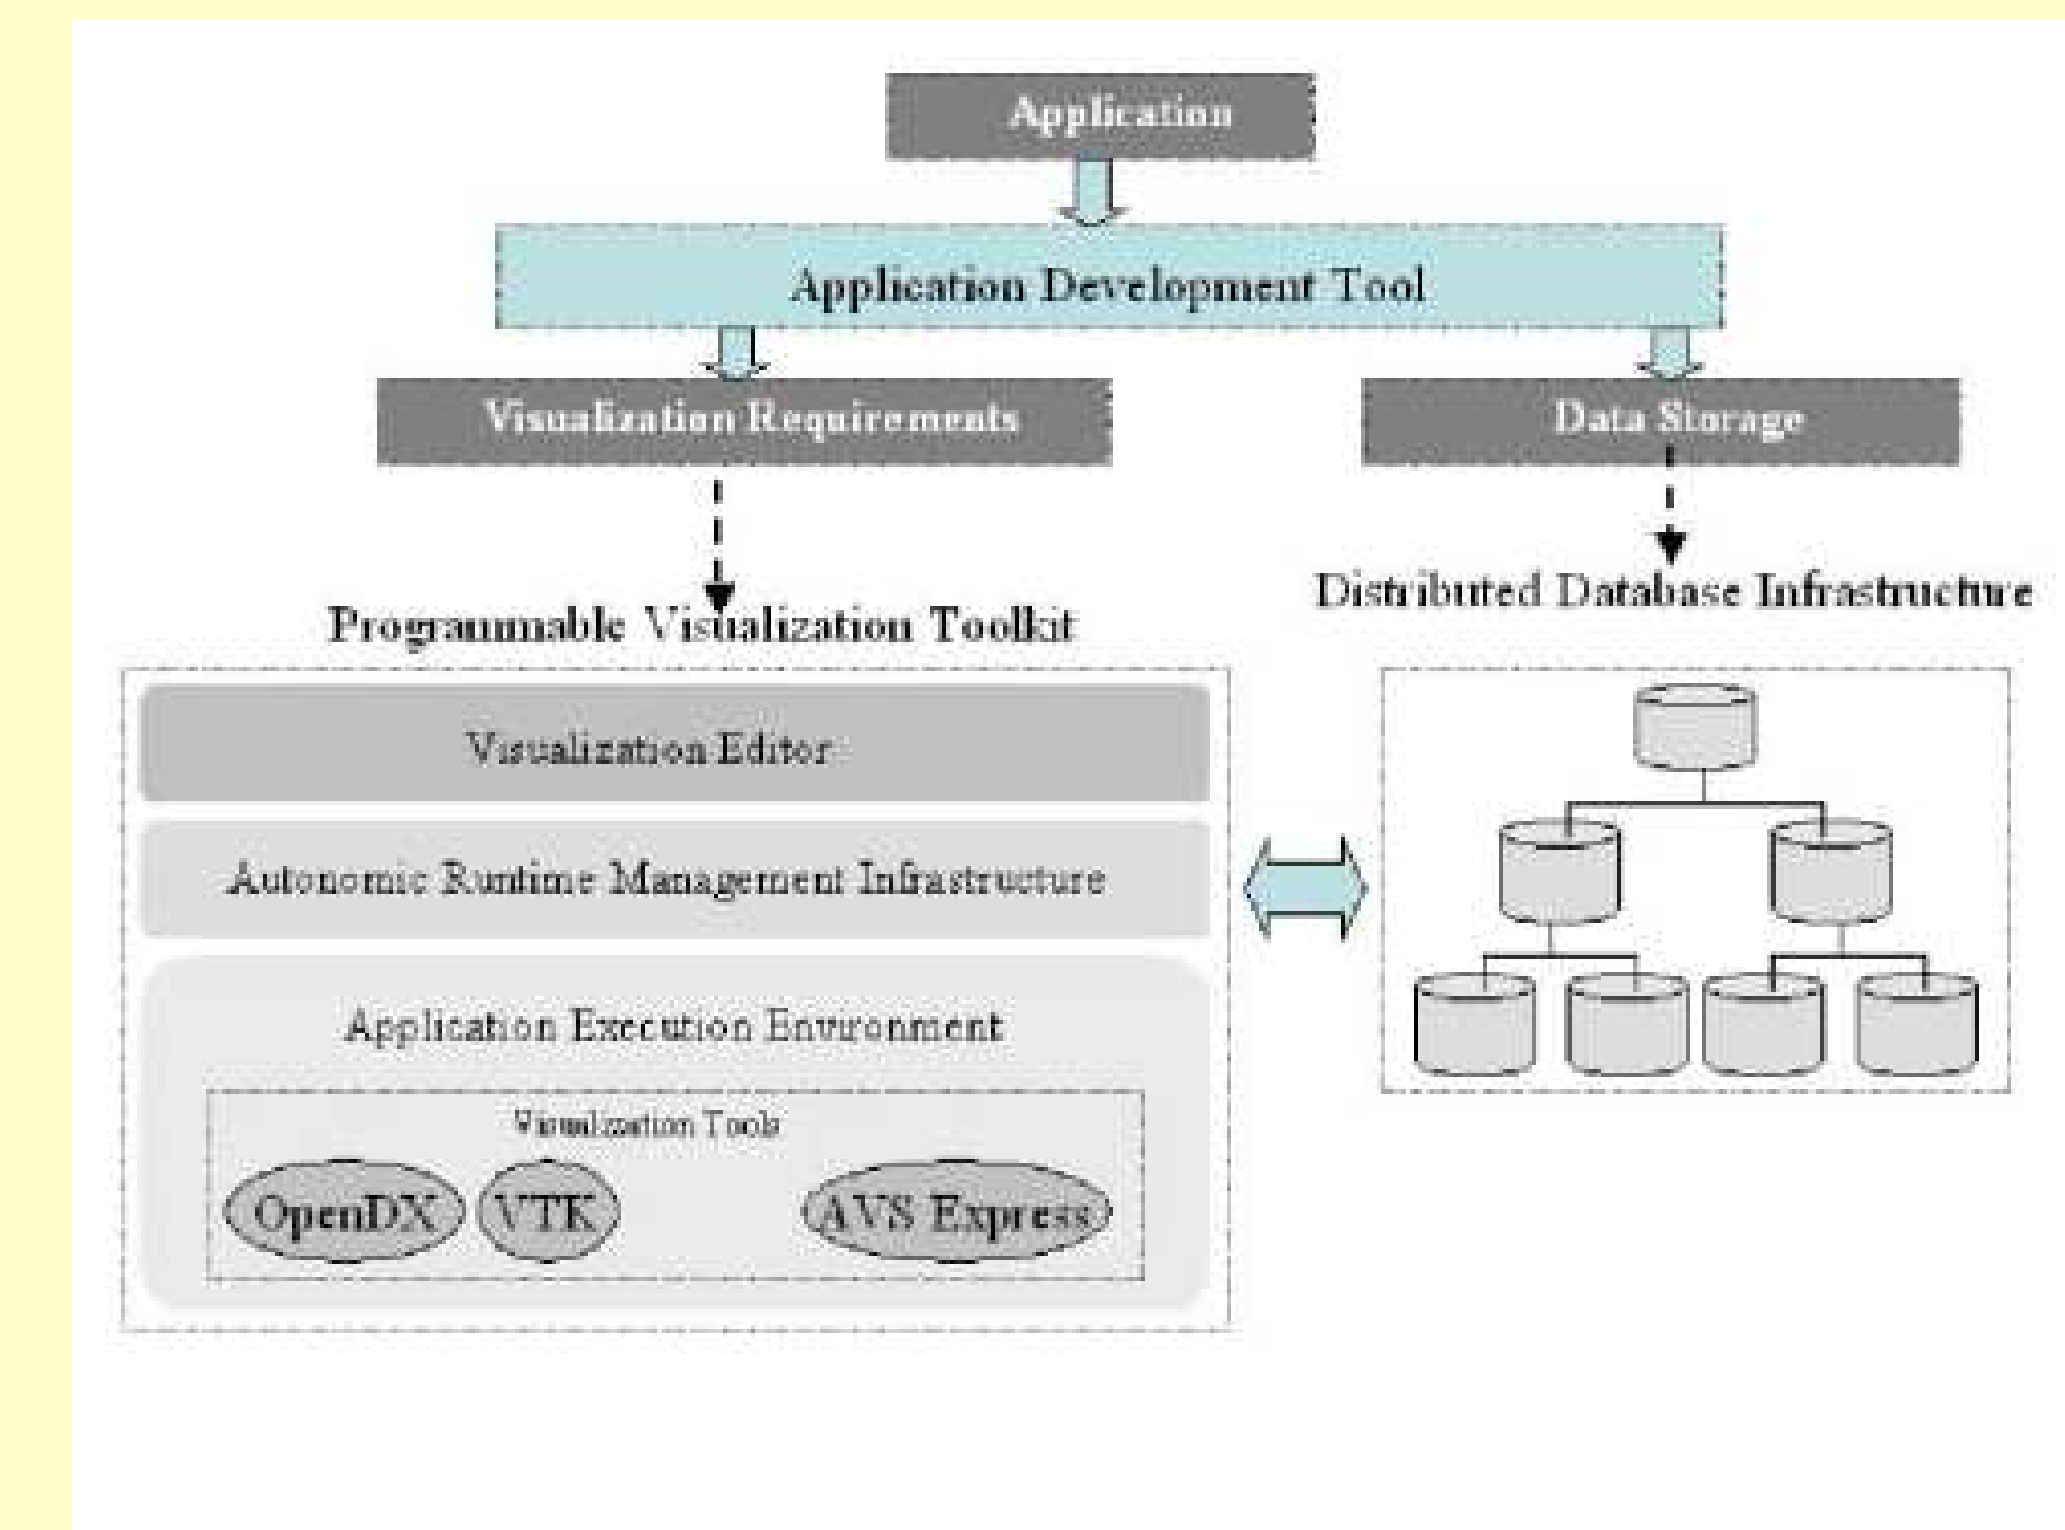 Application
Application Development Tool
Visualization Requirements
Data Storage
Programmable Visualization Toolkit
Distributed Database Infrastructure
Visualization Editor
Autonomic Runtime Management Infrastructure
Application Execution Environment
Visualization Tools
OpenDX
VTK
AVS Express